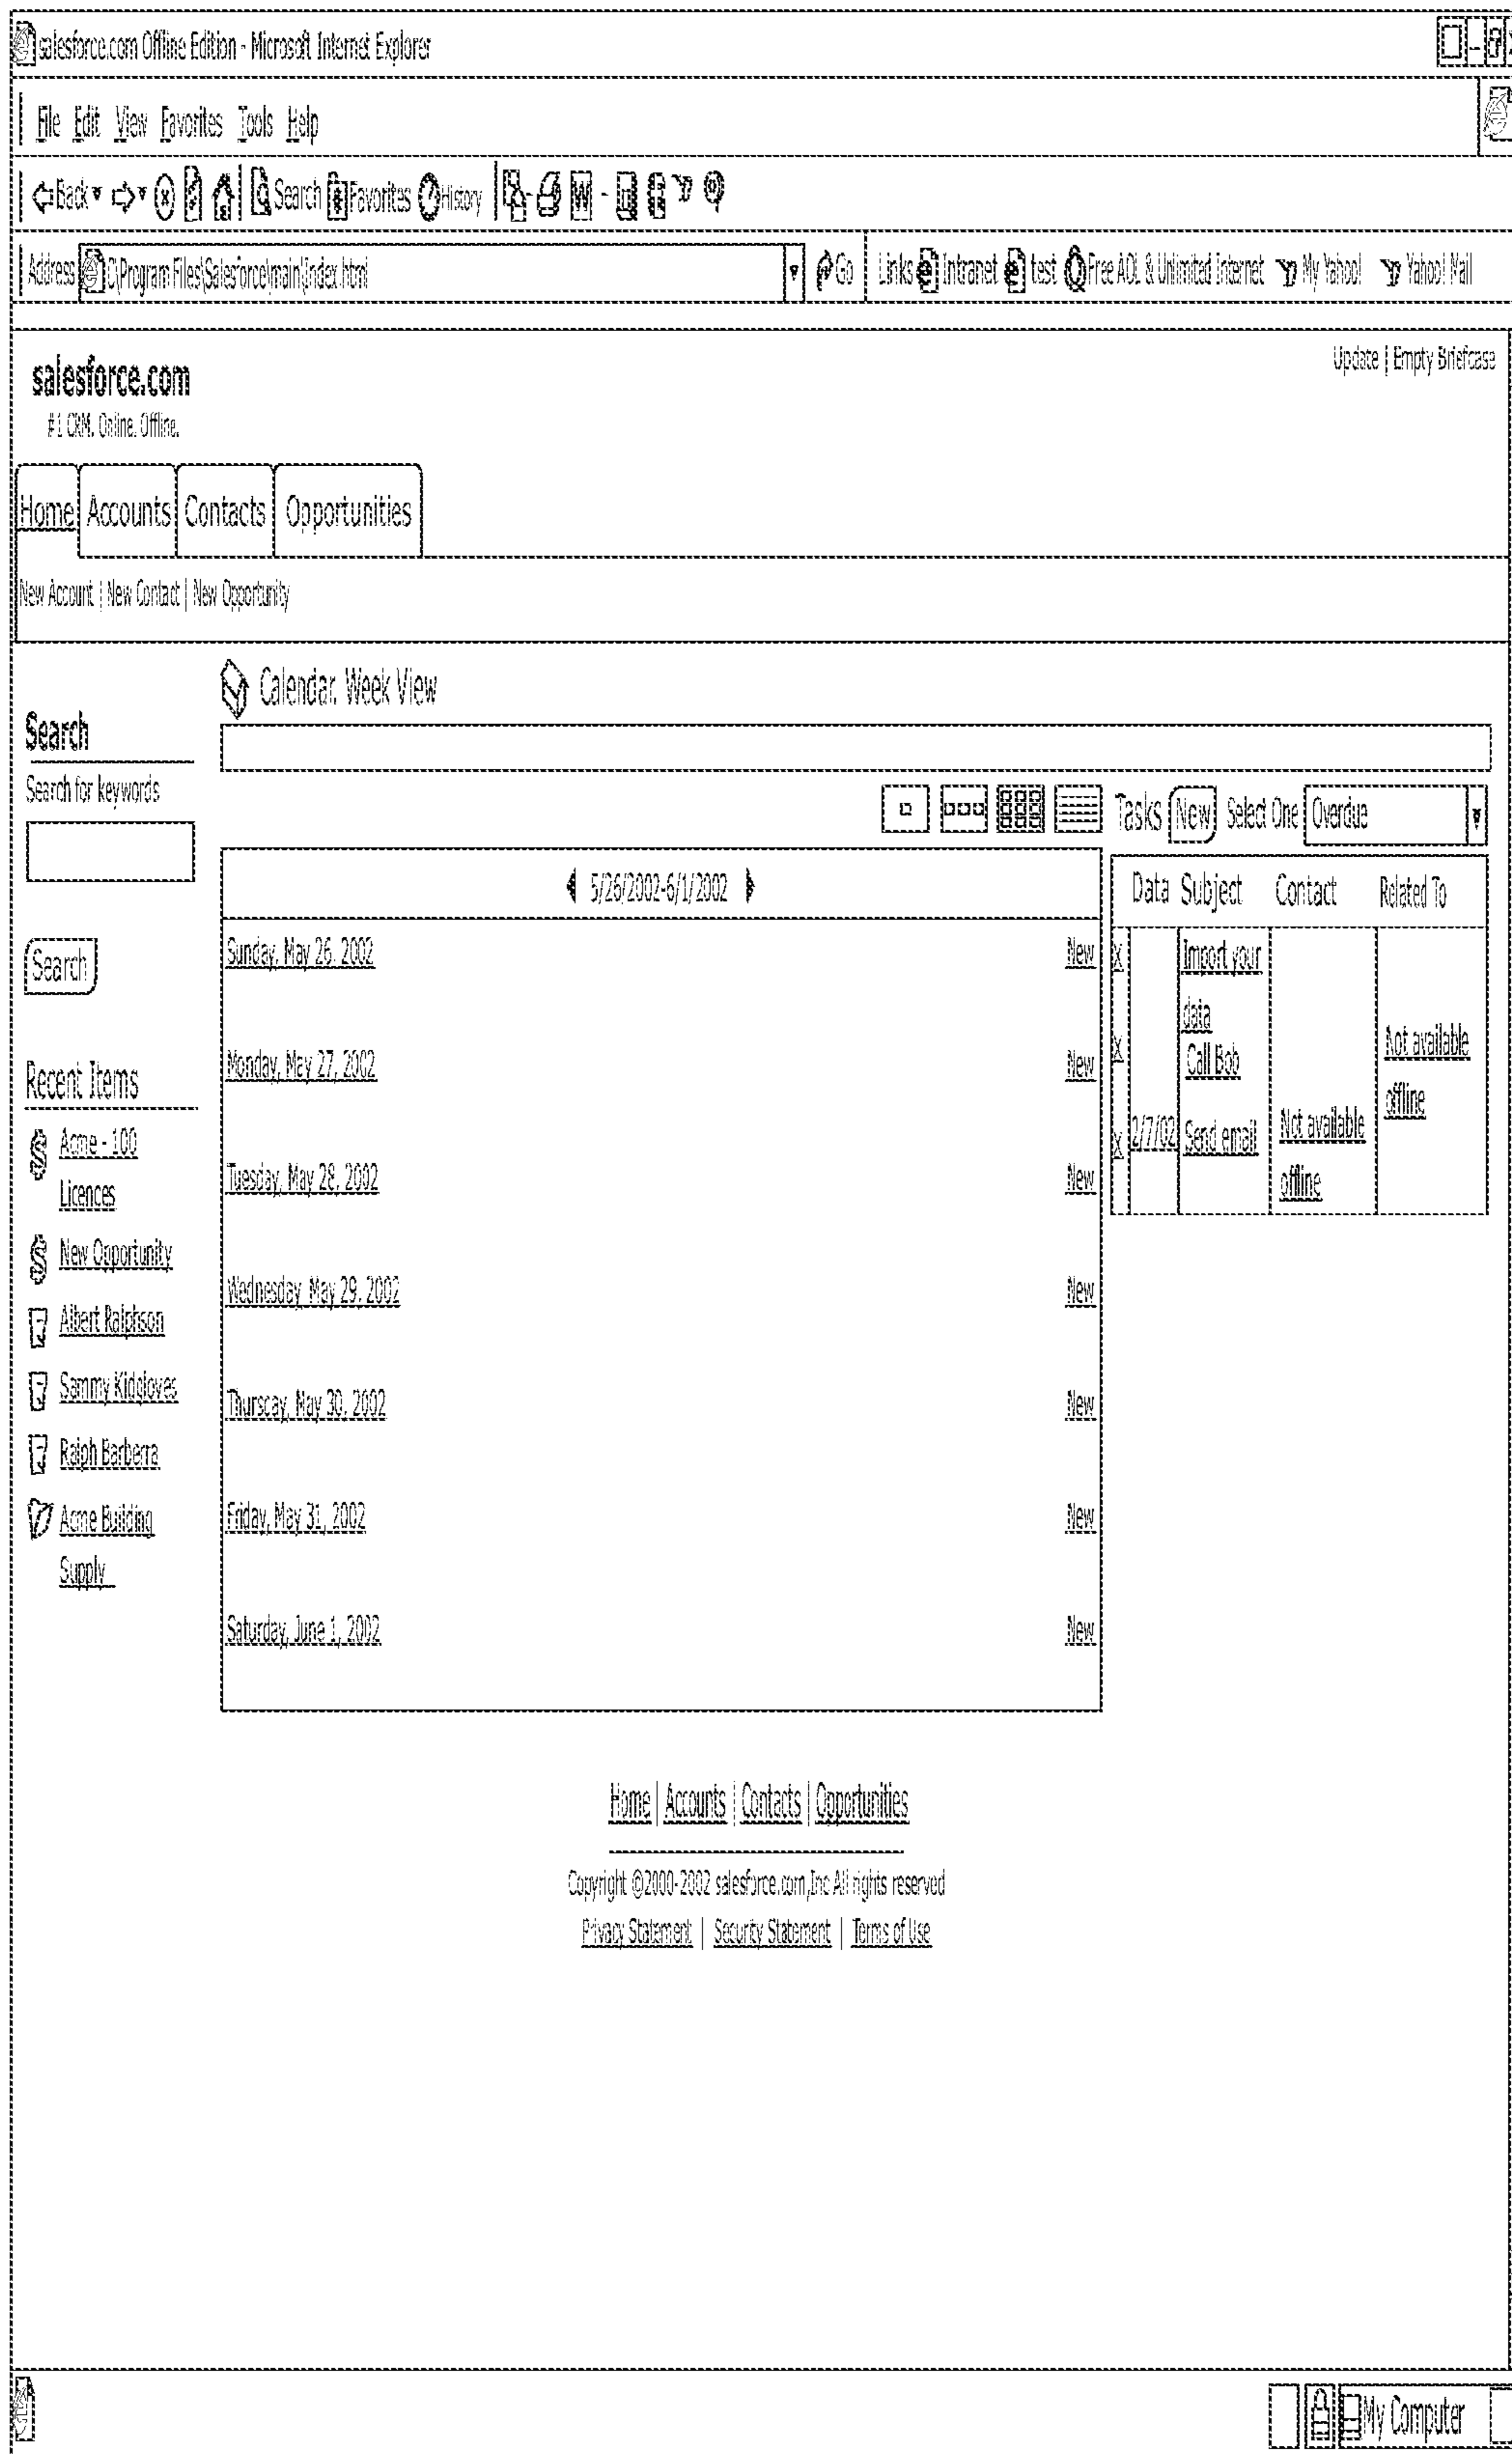 salesforce.com Offline Edition - Microsoft Internet Explorer
File Edit View Favorites Tools Help
Back Search Favorites History W
Address C:\Program Files\Salesforce\main\index.html Go Links Intranet test Free AOL & Unlimited Internet My Yahoo! Yahoo! Mail
salesforce.com
Update | Empty Briefcase
#1 CRM. Online. Offline.
Home Accounts Contacts Opportunities
New Account | New Contact | New Opportunity
Calendar. Week View
Search
Search for keywords
Search
Recent Items
Acme - 100
Licences
New Opportunity
Albert Ralphson
Sammy Kidgloves
Ralph Barberra
Acme Building
Supply
5/26/2002-6/1/2002
Sunday, May 26, 2002 New
Monday, May 27, 2002 New
Tuesday, May 28, 2002 New
Wednesday, May 29, 2002 New
Thurscay, May 30, 2002 New
Friday, May 31, 2002 New
Saturday, June 1, 2002 New
Tasks New Select One Overdue
Data Subject Contact Related To
X Import your
data
X Call Bob
X 2/7/02 Send email
Not available
offline
Not available
offline
Home | Accounts | Contacts | Opportunities
Copyright ©2000-2002 salesforce.com,Inc All rights reserved
Privacy Statement | Security Statement | Terms of Use
My Computer